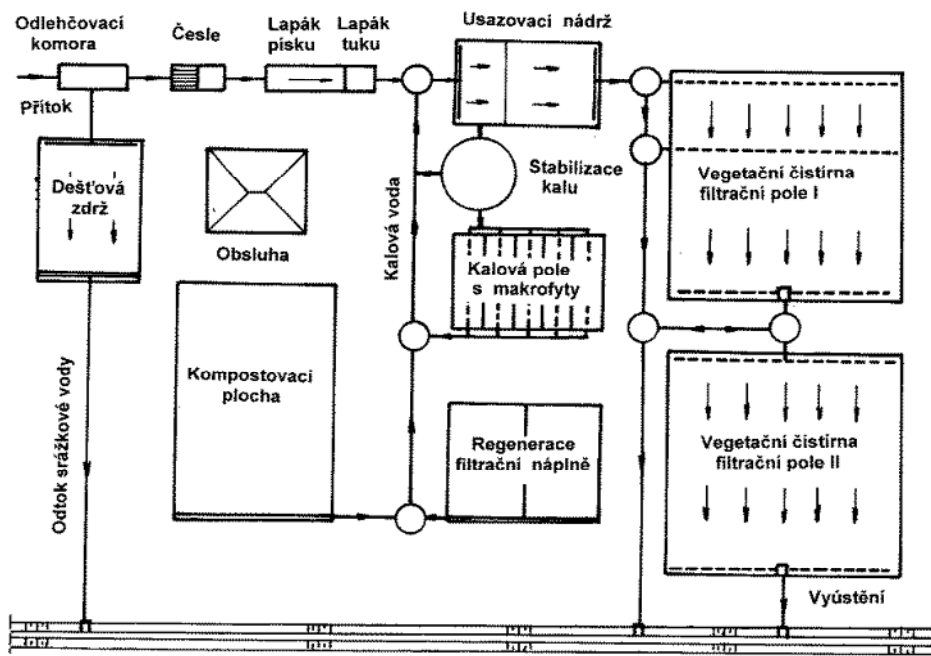 Odlehčovací
komora
Česle
Lapák
písku
Lapák
tuku
Usazovací nádrž
Přítok
Dešťová
zdrž
Obsluha
Kalová voda
Stabilizace
kalu
Vegetační čistírna
filtrační pole I
Kalová pole
s makrofyty
Kompostovací
plocha
Odtok srážkové vody
Regenerace
filtrační náplně
Vegetační čistírna
filtrační pole II
Vyústění